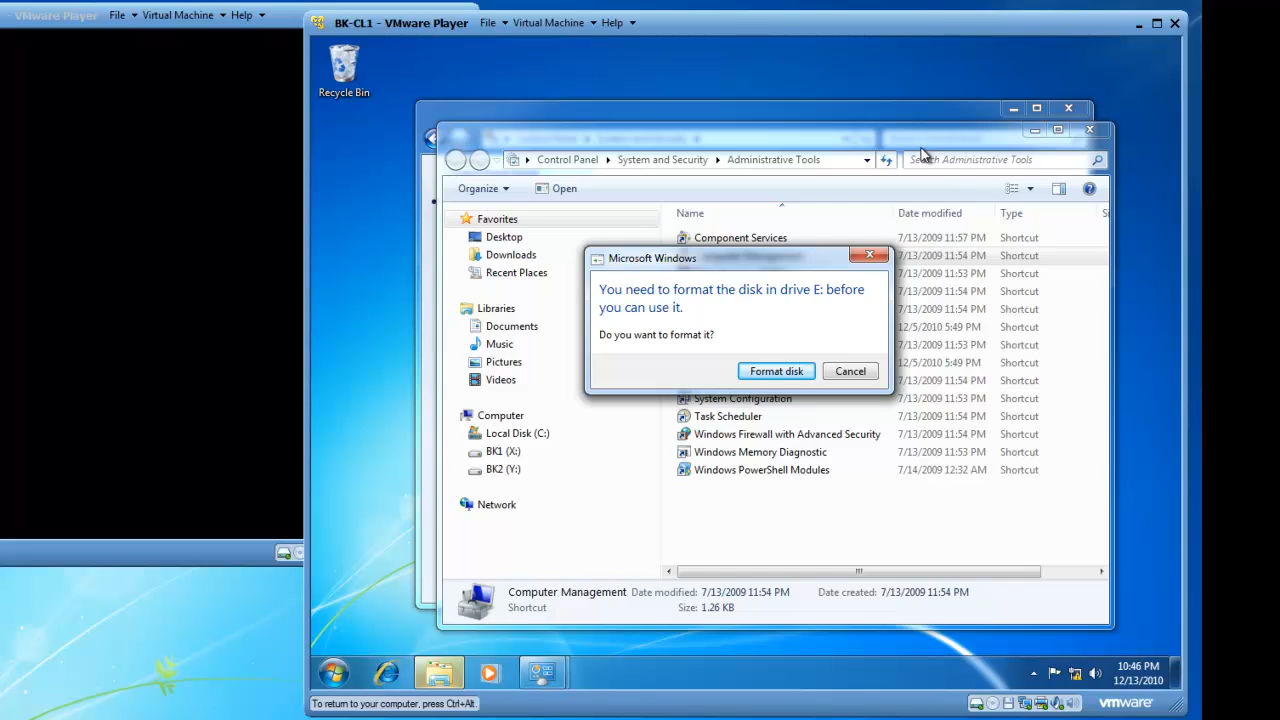 VMware Player File Virtual Machine Help
BK-CL1 - VMware Player File Virtual Machine Help
Recycle Bin
Control Panel System and Security Administrative Tools
Search Administrative Tools
Organize Open
Name Date modified Type
Favorites
Desktop
Downloads
Recent Places
Libraries
Documents
Music
Pictures
Videos
Computer
Local Disk (C:)
BK1 (X:)
BK2 (Y:)
Network
Component Services 7/13/2009 11:57 PM Shortcut
Computer Management 7/13/2009 11:54 PM Shortcut
7/13/2009 11:53 PM Shortcut
7/13/2009 11:54 PM Shortcut
7/13/2009 11:54 PM Shortcut
12/5/2010 5:49 PM Shortcut
7/13/2009 11:53 PM Shortcut
12/5/2010 5:49 PM Shortcut
7/13/2009 11:54 PM Shortcut
System Configuration 7/13/2009 11:53 PM Shortcut
Task Scheduler 7/13/2009 11:54 PM Shortcut
Windows Firewall with Advanced Security 7/13/2009 11:54 PM Shortcut
Windows Memory Diagnostic 7/13/2009 11:53 PM Shortcut
Windows PowerShell Modules 7/14/2009 12:32 AM Shortcut
Microsoft Windows
You need to format the disk in drive E: before
you can use it.
Do you want to format it?
Format disk Cancel
Computer Management Date modified: 7/13/2009 11:54 PM Date created: 7/13/2009 11:54 PM
Shortcut Size: 1.26 KB
10:46 PM
12/13/2010
To return to your computer, press Ctrl+Alt.
vmware